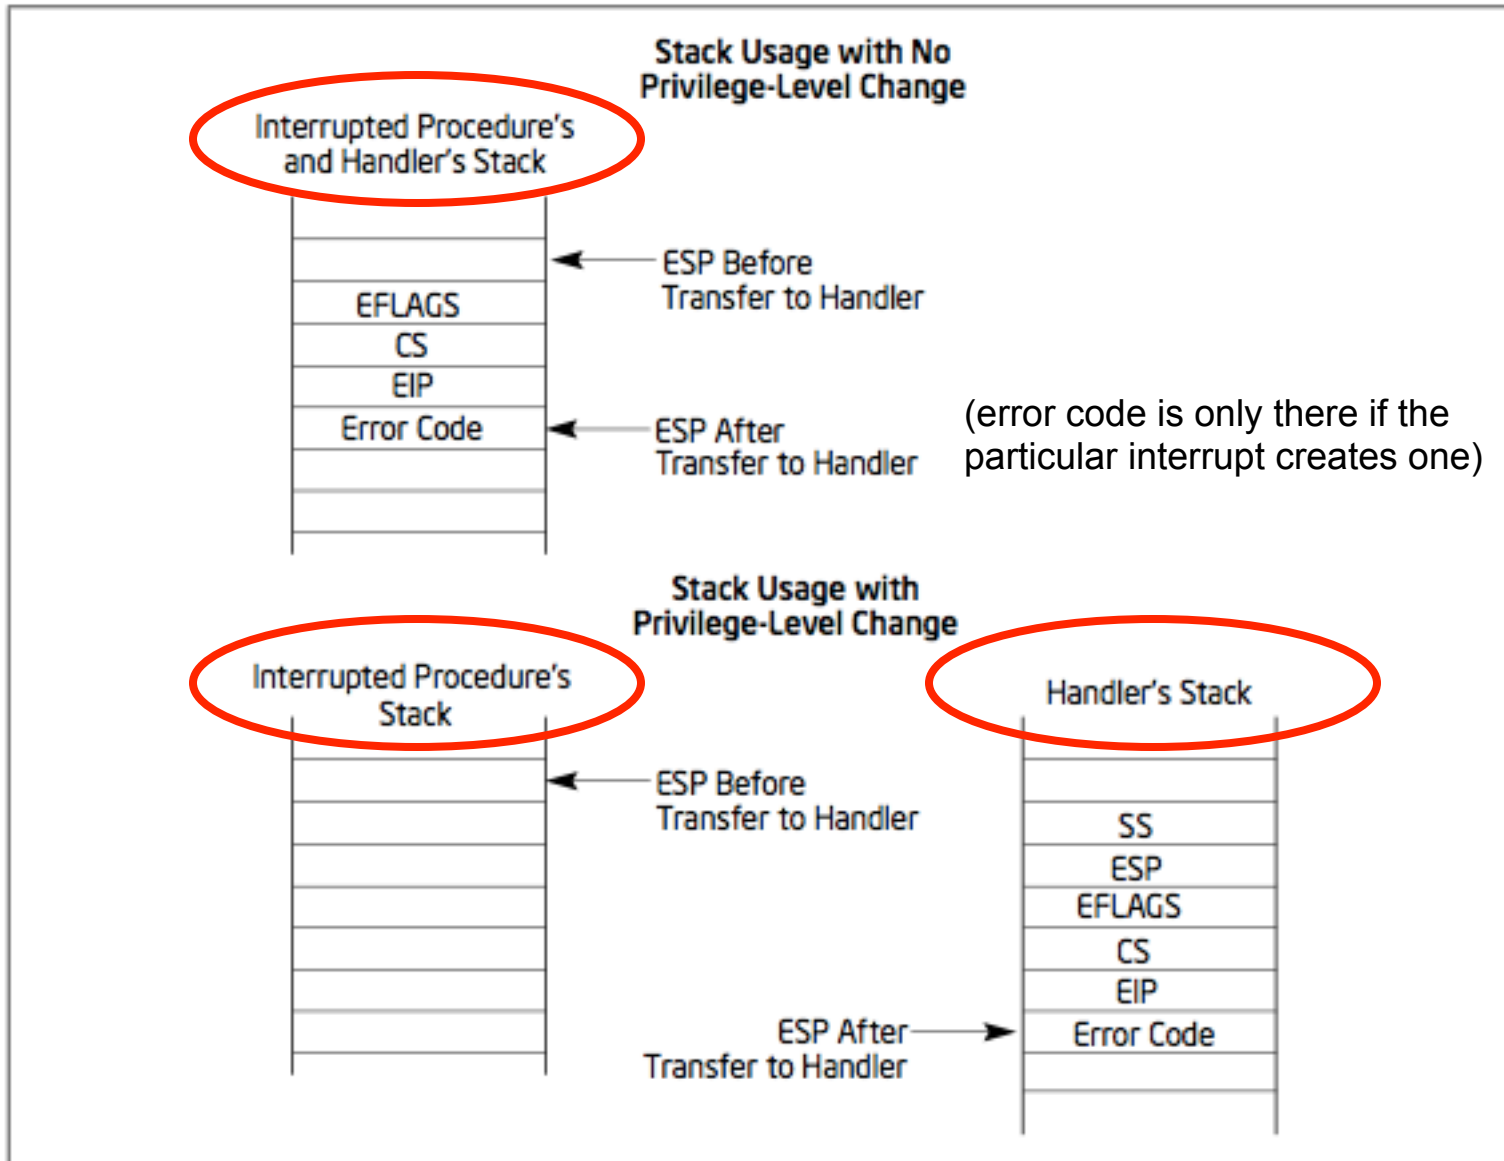 Stack Usage with No
Privilege-Level Change
Interrupted Procedure's
and Handler's Stack
ESP Before
Transfer to Handler
EFLAGS
CS
EIP
Error Code
ESP After
Transfer to Handler
(error code is only there if the
particular interrupt creates one)
Stack Usage with
Privilege-Level Change
Interrupted Procedure's
Stack
Handler's Stack
ESP Before
Transfer to Handler
SS
ESP
EFLAGS
CS
EIP
Error Code
ESP After
Transfer to Handler